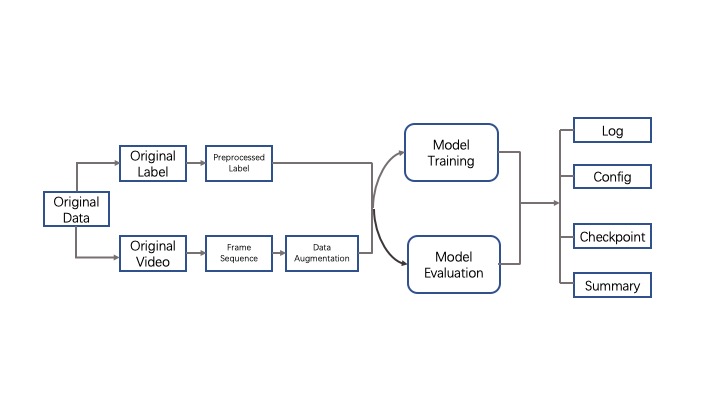 Original
Data
Original
Label
Preprocessed
Label
Original
Video
Frame
Sequence
Data
Augmentation
Model
Training
Model
Evaluation
Log
Config
Checkpoint
Summary